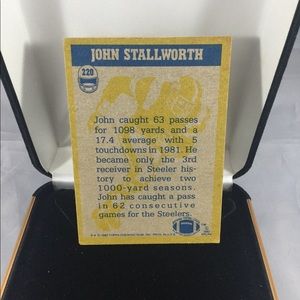 JOHN STALLWORTH
220
John caught 63 passes
for 1098 yards and a
17.4 average with 5
touchdowns in 1981. He
became only the 3rd
receiver in Steeler his-
tory to achieve two
1000-yard seasons.
John has caught a pass
in 62 consecutive
games for the Steelers.